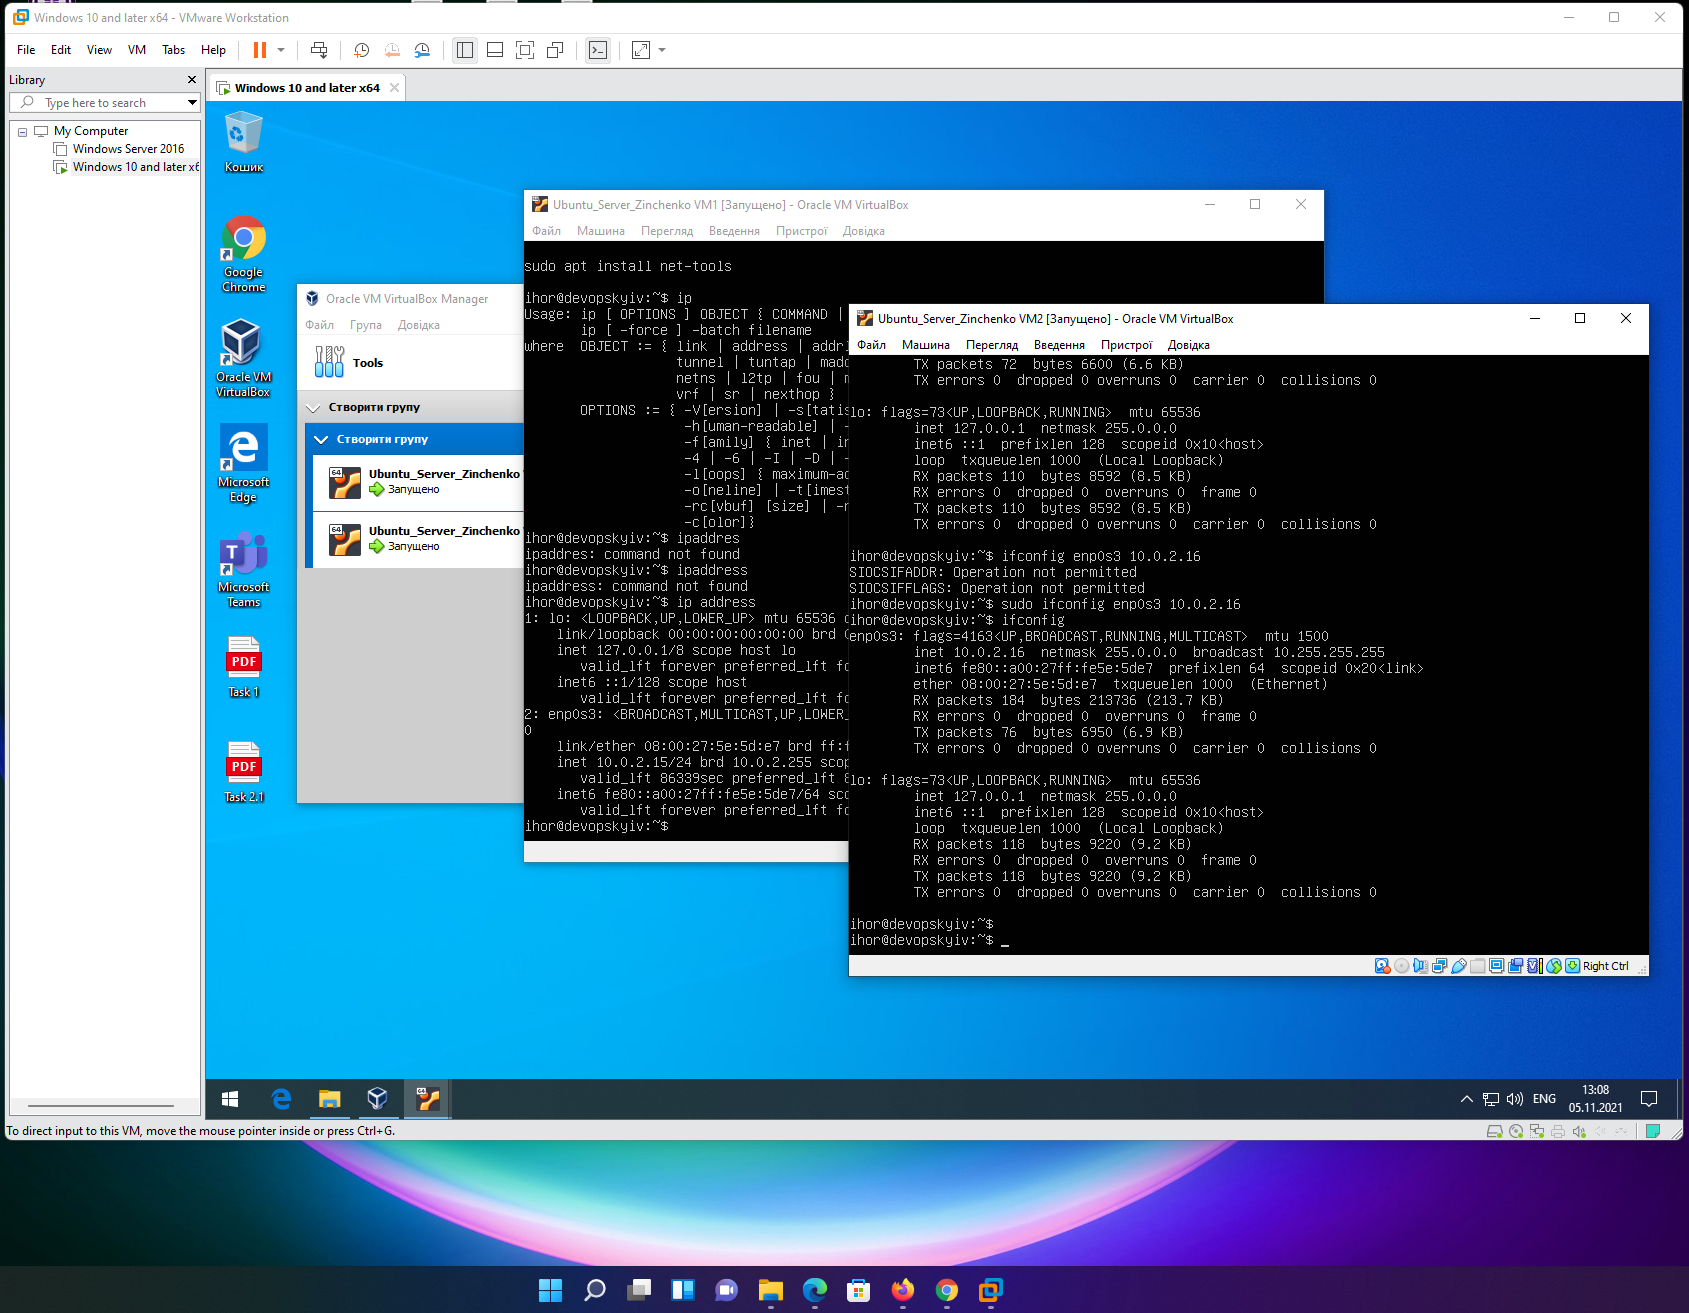 Windows 10 and later x64 - VMware Workstation
File Edit View VM Tabs Help
Library
Type here to search
My Computer
Windows Server 2016
Windows 10 and later x6
Windows 10 and later x64
Кошик
Google Chrome
Oracle VM VirtualBox
Microsoft Edge
Microsoft Teams
PDF
Task 1
PDF
Task 2.1
Oracle VM VirtualBox Manager
Файл Група Довідка
Tools
Створити групу
Створити групу
64
Ubuntu_Server_Zinchenko
Запущено
64
Ubuntu_Server_Zinchenko
Запущено
Ubuntu_Server_Zinchenko VM1 [Запущено] - Oracle VM VirtualBox
Файл Машина Перегляд Введення Пристрої Довідка
sudo apt install net-tools
ihor@devopskyiv:~$ ip
Usage: ip [ OPTIONS ] OBJECT { COMMAND |
ip [ -force ] -batch filename
where OBJECT := { link | address | addrl
tunnel | tuntap | madd
netns | l2tp | fou | m
vrf | sr | nexthop }
OPTIONS := { -V[ersion] | -s[tatis
-h[uman-readable] | -
-f[amily] { inet | in
-4 | -6 | -I | -D | -
-l[oops] { maximum-ad
-o[neline] | -t[imest
-rc[vbuf] [size] | -n
-c[olor]}
ihor@devopskyiv:~$ ipaddres
ipaddres: command not found
ihor@devopskyiv:~$ ipaddress
ipaddress: command not found
ihor@devopskyiv:~$ ip address
1: lo: <LOOPBACK,UP,LOWER_UP> mtu 65536 q
link/loopback 00:00:00:00:00:00 brd 0
inet 127.0.0.1/8 scope host lo
valid_lft forever preferred_lft fo
inet6 ::1/128 scope host
valid_lft forever preferred_lft fo
2: enp0s3: <BROADCAST,MULTICAST,UP,LOWER_
0
link/ether 08:00:27:5e:5d:e7 brd ff:f
inet 10.0.2.15/24 brd 10.0.2.255 scop
valid_lft 86339sec preferred_lft 8
inet6 fe80::a00:27ff:fe5e:5de7/64 sco
valid_lft forever preferred_lft fo
ihor@devopskyiv:~$
Ubuntu_Server_Zinchenko VM2 [Запущено] - Oracle VM VirtualBox
Файл Машина Перегляд Введення Пристрої Довідка
TX packets 72 bytes 6600 (6.6 KB)
TX errors 0 dropped 0 overruns 0 carrier 0 collisions 0
lo: flags=73<UP,LOOPBACK,RUNNING> mtu 65536
inet 127.0.0.1 netmask 255.0.0.0
inet6 ::1 prefixlen 128 scopeid 0x10<host>
loop txqueuelen 1000 (Local Loopback)
RX packets 110 bytes 8592 (8.5 KB)
RX errors 0 dropped 0 overruns 0 frame 0
TX packets 110 bytes 8592 (8.5 KB)
TX errors 0 dropped 0 overruns 0 carrier 0 collisions 0
ihor@devopskyiv:~$ ifconfig enp0s3 10.0.2.16
SIOCSIFADDR: Operation not permitted
SIOCSIFFLAGS: Operation not permitted
ihor@devopskyiv:~$ sudo ifconfig enp0s3 10.0.2.16
ihor@devopskyiv:~$ ifconfig
enp0s3: flags=4163<UP,BROADCAST,RUNNING,MULTICAST> mtu 1500
inet 10.0.2.16 netmask 255.0.0.0 broadcast 10.255.255.255
inet6 fe80::a00:27ff:fe5e:5de7 prefixlen 64 scopeid 0x20<link>
ether 08:00:27:5e:5d:e7 txqueuelen 1000 (Ethernet)
RX packets 184 bytes 213736 (213.7 KB)
RX errors 0 dropped 0 overruns 0 frame 0
TX packets 76 bytes 6950 (6.9 KB)
TX errors 0 dropped 0 overruns 0 carrier 0 collisions 0
lo: flags=73<UP,LOOPBACK,RUNNING> mtu 65536
inet 127.0.0.1 netmask 255.0.0.0
inet6 ::1 prefixlen 128 scopeid 0x10<host>
loop txqueuelen 1000 (Local Loopback)
RX packets 118 bytes 9220 (9.2 KB)
RX errors 0 dropped 0 overruns 0 frame 0
TX packets 118 bytes 9220 (9.2 KB)
TX errors 0 dropped 0 overruns 0 carrier 0 collisions 0
ihor@devopskyiv:~$
ihor@devopskyiv:~$ _
Right Ctrl
ENG
13:08
05.11.2021
To direct input to this VM, move the mouse pointer inside or press Ctrl+G.